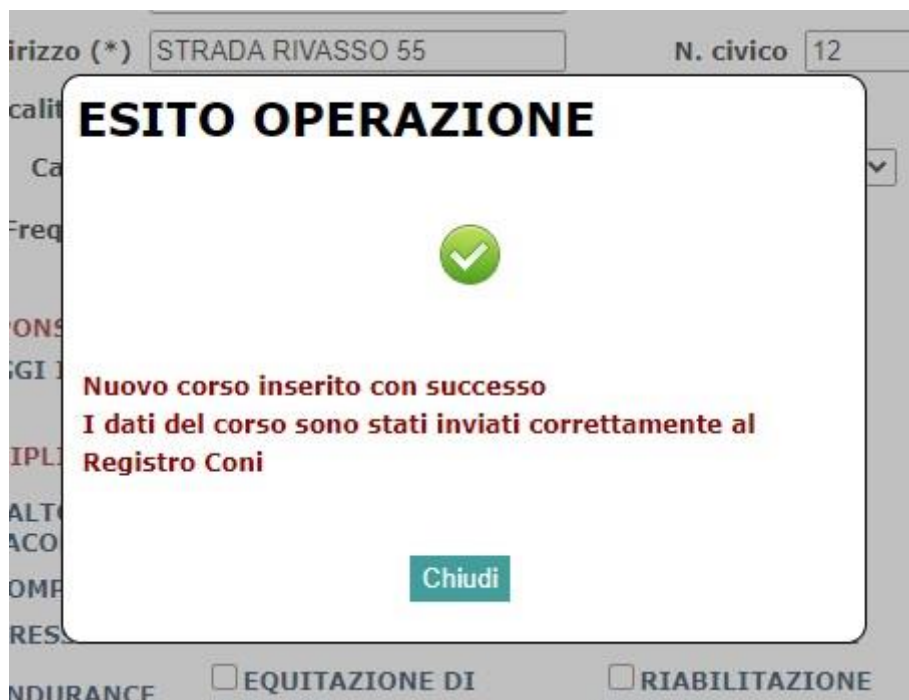 (*) STRADA RIVASSO 55 N. civico 12
ESITO OPERAZIONE
Nuovo corso inserito con successo
I dati del corso sono stati inviati correttamente al
Registro Coni
Chiudi
EQUITAZIONE DI RIABILITAZIONE